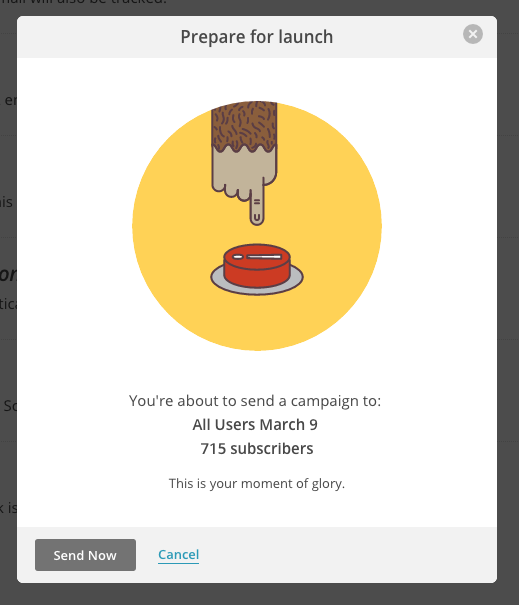 mail will also be tracked.
Prepare for launch
You're about to send a campaign to:
All Users March 9
715 subscribers
This is your moment of glory.
Send Now
Cancel